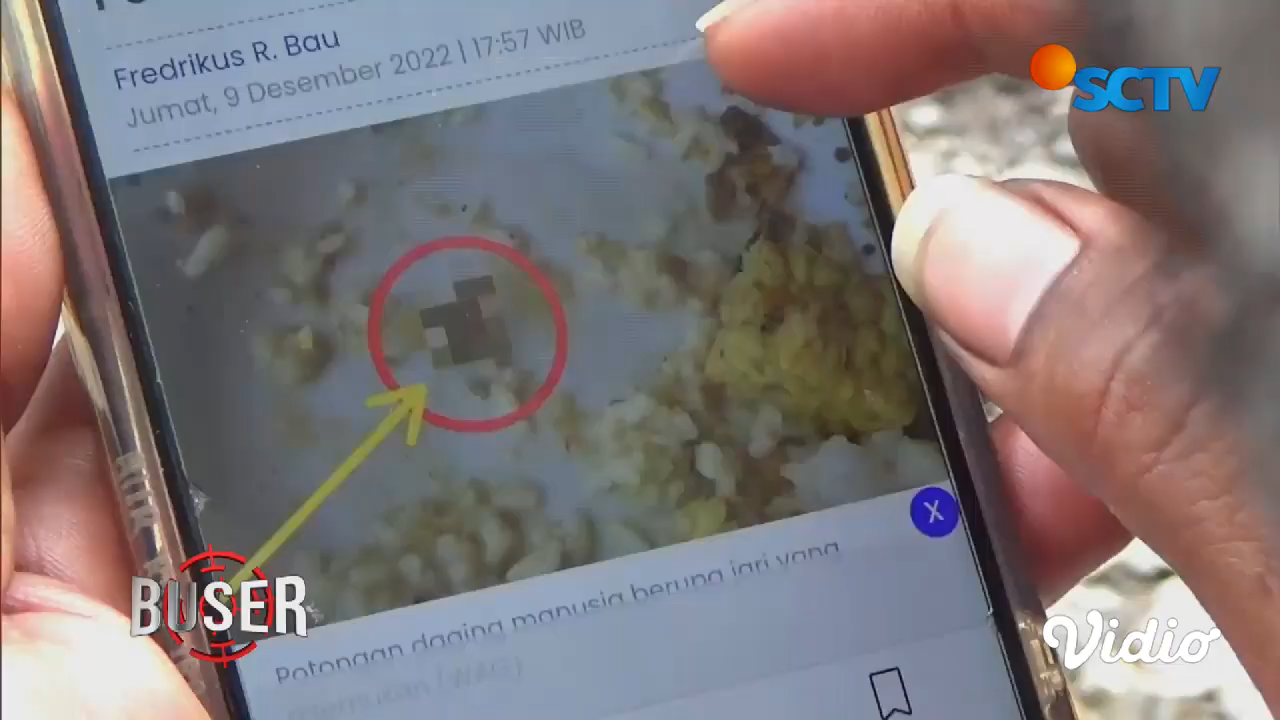 Fredrikus R. Bau
Jumat, 9 Desember 2022 | 17:57 WIB
SCTV
X
BUSER
Potongan daging manusia berupa jari yang
Vidio